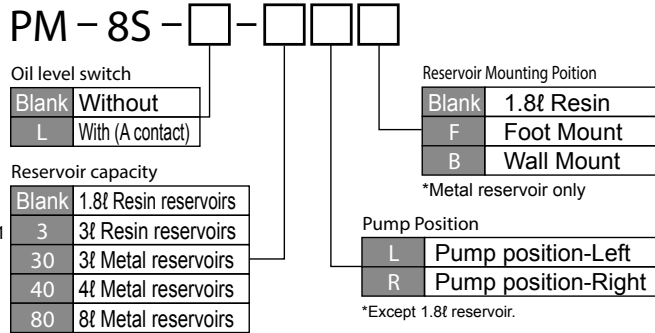 PM – 8S – □ – □ □ □
Oil level switch
Blank Without
L With (A contact)
Reservoir capacity
Blank 1.8ℓ Resin reservoirs
3 3ℓ Resin reservoirs
30 3ℓ Metal reservoirs
40 4ℓ Metal reservoirs
80 8ℓ Metal reservoirs
Reservoir Mounting Poition
Blank 1.8ℓ Resin
F Foot Mount
B Wall Mount
*Metal reservoir only
Pump Position
L Pump position-Left
R Pump position-Right
*Except 1.8ℓ reservoir.